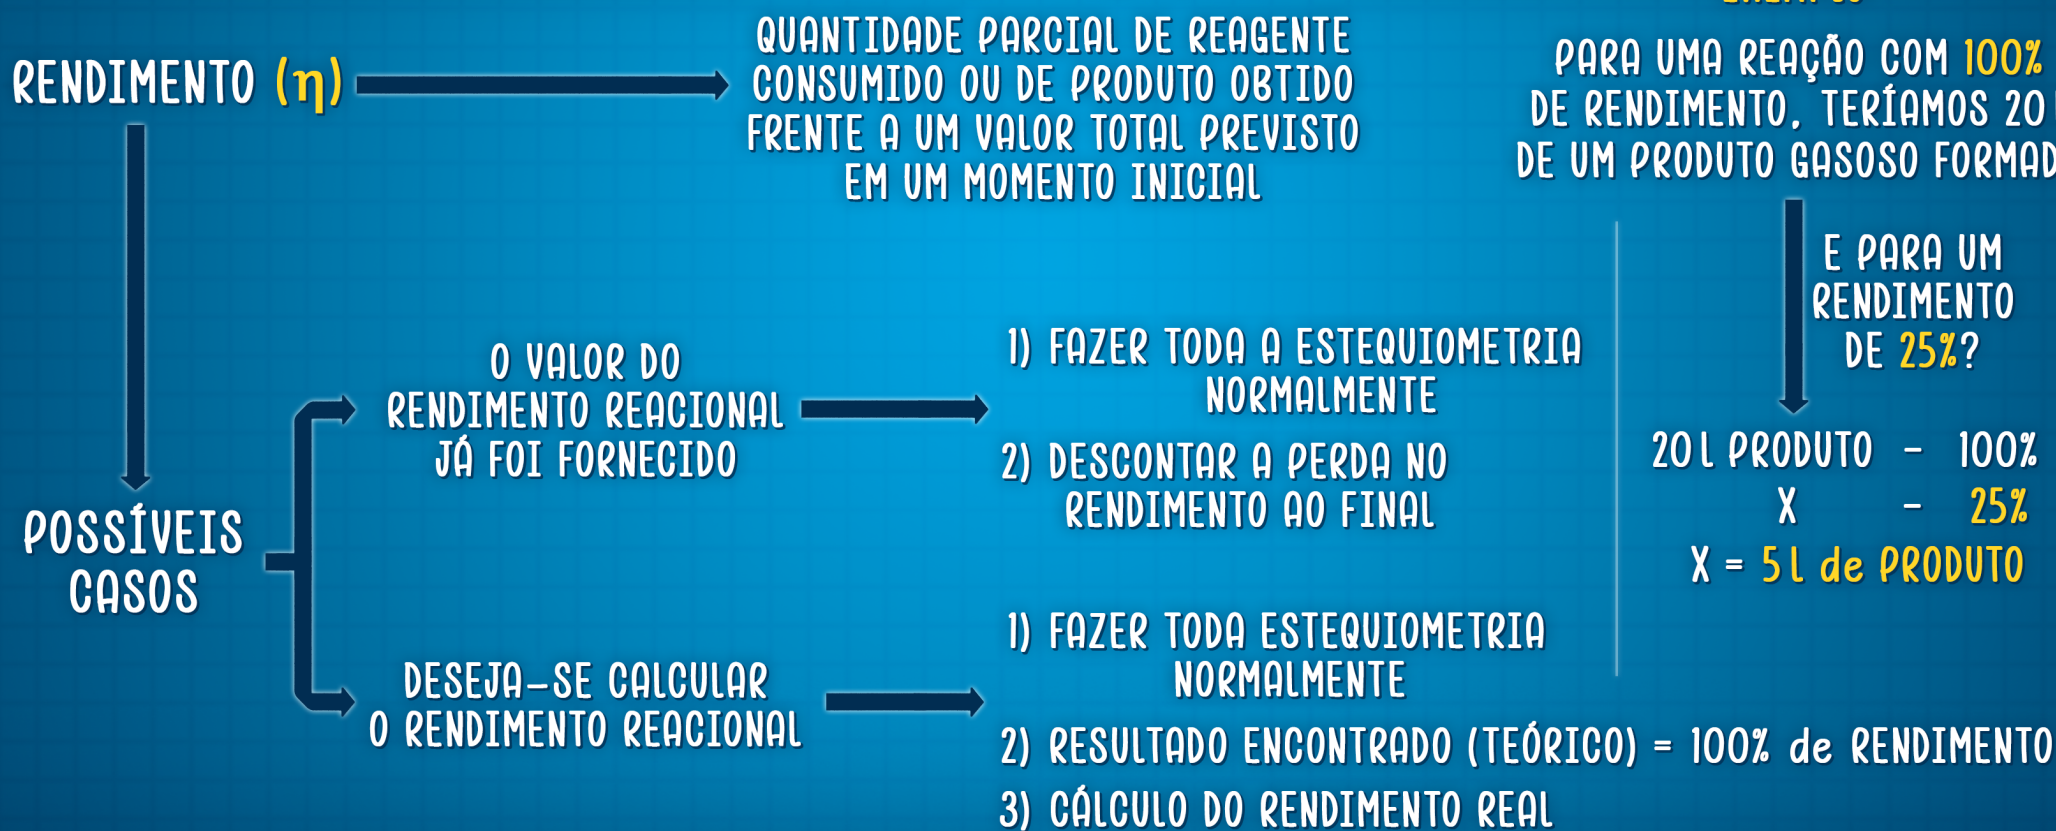 RENDIMENTO (η)
QUANTIDADE PARCIAL DE REAGENTE
CONSUMIDO OU DE PRODUTO OBTIDO
FRENTE A UM VALOR TOTAL PREVISTO
EM UM MOMENTO INICIAL
POSSÍVEIS
CASOS
O VALOR DO
RENDIMENTO REACIONAL
JÁ FOI FORNECIDO
1) FAZER TODA A ESTEQUIOMETRIA
NORMALMENTE
2) DESCONTAR A PERDA NO
RENDIMENTO AO FINAL
DESEJA-SE CALCULAR
O RENDIMENTO REACIONAL
1) FAZER TODA ESTEQUIOMETRIA
NORMALMENTE
2) RESULTADO ENCONTRADO (TEÓRICO) = 100% de RENDIMENTO
3) CÁLCULO DO RENDIMENTO REAL
PARA UMA REAÇÃO COM 100%
DE RENDIMENTO, TERÍAMOS 20
DE UM PRODUTO GASOSO FORMAD
E PARA UM
RENDIMENTO
DE 25%?
20 L PRODUTO - 100%
X - 25%
X = 5 L de PRODUTO